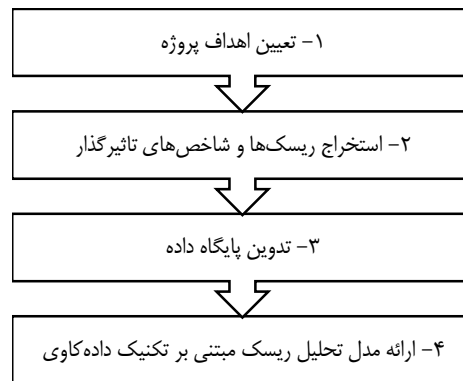 ۱- تعیین اهداف پروژه
۲- استخراج ریسک‌ها و شاخص‌های تاثیرگذار
۳- تدوین پایگاه داده
۴- ارائه مدل تحلیل ریسک مبتنی بر تکنیک داده‌کاوی